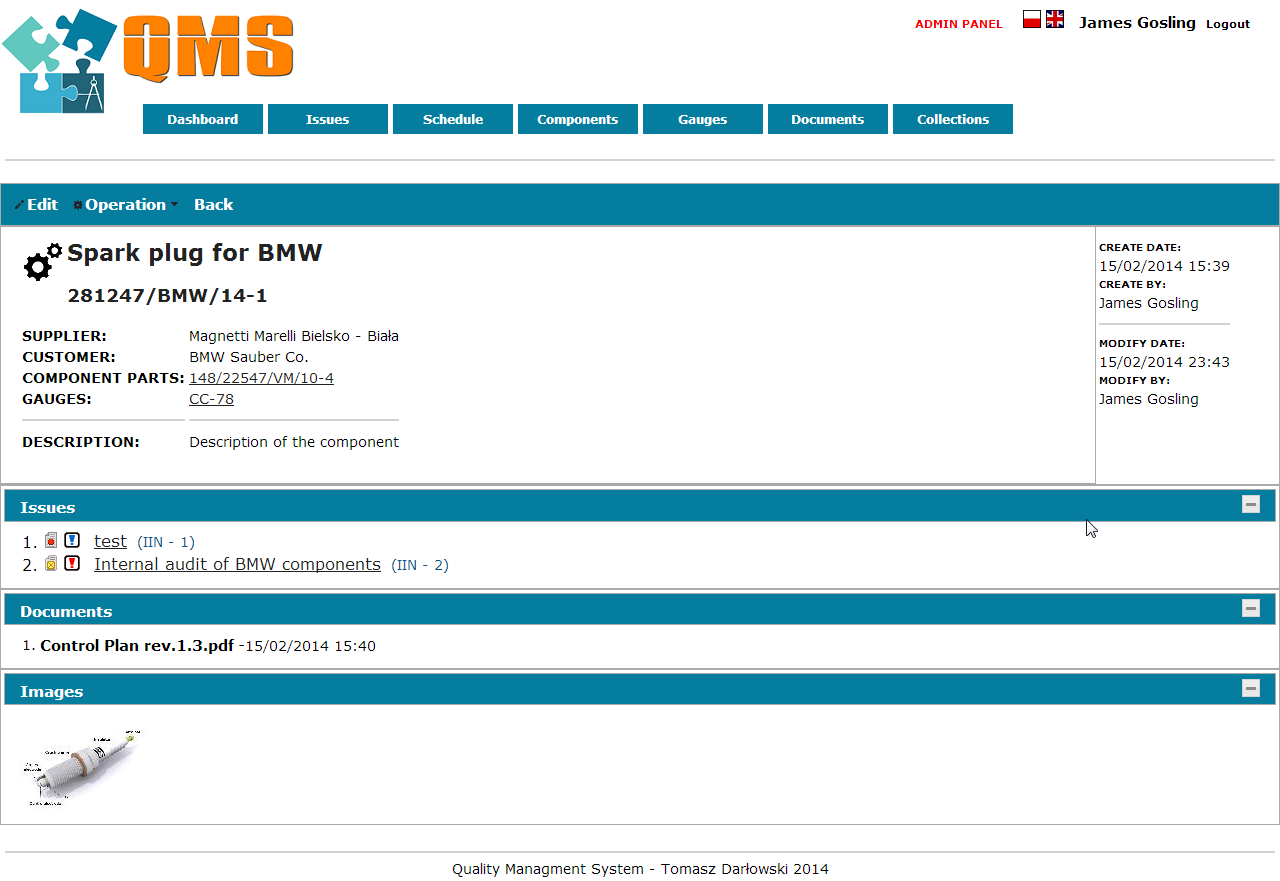 QMS
ADMIN PANEL James Gosling Logout
Dashboard Issues Schedule Components Gauges Documents Collections
Edit Operation Back
Spark plug for BMW
281247/BMW/14-1
SUPPLIER: Magnetti Marelli Bielsko - Biała
CUSTOMER: BMW Sauber Co.
COMPONENT PARTS: 148/22547/VM/10-4
GAUGES: CC-78
DESCRIPTION: Description of the component
CREATE DATE:
15/02/2014 15:39
CREATE BY:
James Gosling
MODIFY DATE:
15/02/2014 23:43
MODIFY BY:
James Gosling
Issues
1. test (IIN - 1)
2. Internal audit of BMW components (IIN - 2)
Documents
1. Control Plan rev.1.3.pdf -15/02/2014 15:40
Images
Quality Managment System - Tomasz Darłowski 2014